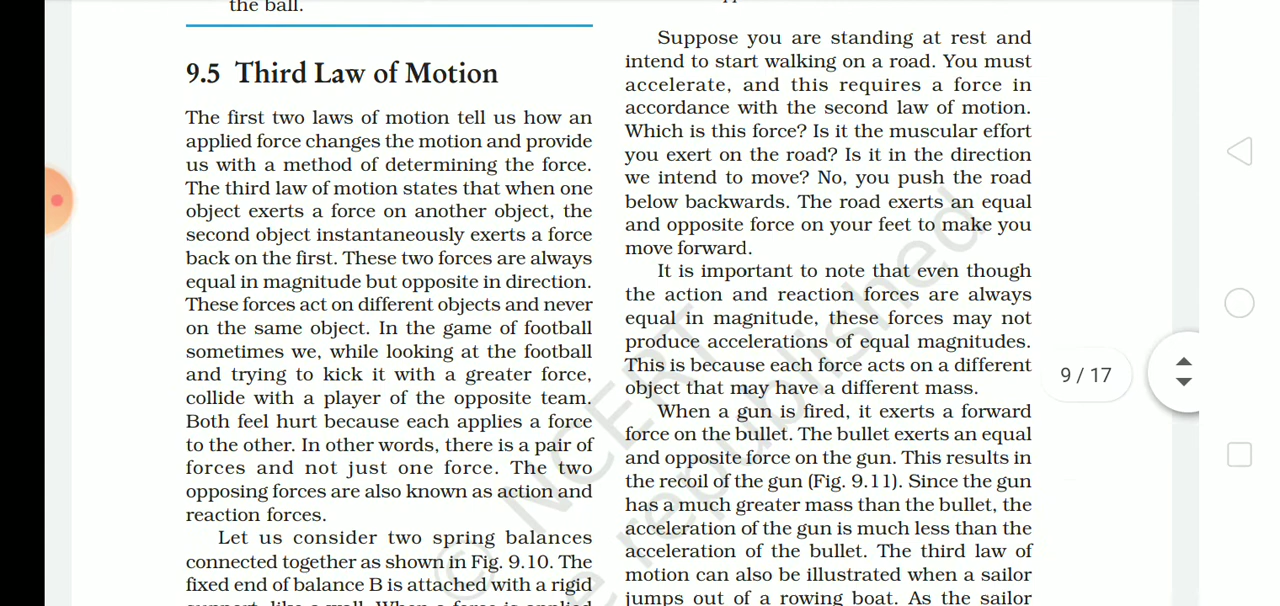 the ball.
9.5 Third Law of Motion
The first two laws of motion tell us how an
applied force changes the motion and provide
us with a method of determining the force.
The third law of motion states that when one
object exerts a force on another object, the
second object instantaneously exerts a force
back on the first. These two forces are always
equal in magnitude but opposite in direction.
These forces act on different objects and never
on the same object. In the game of football
sometimes we, while looking at the football
and trying to kick it with a greater force,
collide with a player of the opposite team.
Both feel hurt because each applies a force
to the other. In other words, there is a pair of
forces and not just one force. The two
opposing forces are also known as action and
reaction forces.
Let us consider two spring balances
connected together as shown in Fig. 9.10. The
fixed end of balance B is attached with a rigid
support, like a wall. When a force is applied
Suppose you are standing at rest and
intend to start walking on a road. You must
accelerate, and this requires a force in
accordance with the second law of motion.
Which is this force? Is it the muscular effort
you exert on the road? Is it in the direction
we intend to move? No, you push the road
below backwards. The road exerts an equal
and opposite force on your feet to make you
move forward.
It is important to note that even though
the action and reaction forces are always
equal in magnitude, these forces may not
produce accelerations of equal magnitudes.
This is because each force acts on a different
object that may have a different mass.
When a gun is fired, it exerts a forward
force on the bullet. The bullet exerts an equal
and opposite force on the gun. This results in
the recoil of the gun (Fig. 9.11). Since the gun
has a much greater mass than the bullet, the
acceleration of the gun is much less than the
acceleration of the bullet. The third law of
motion can also be illustrated when a sailor
jumps out of a rowing boat. As the sailor
© NCERT
republished
9 / 17